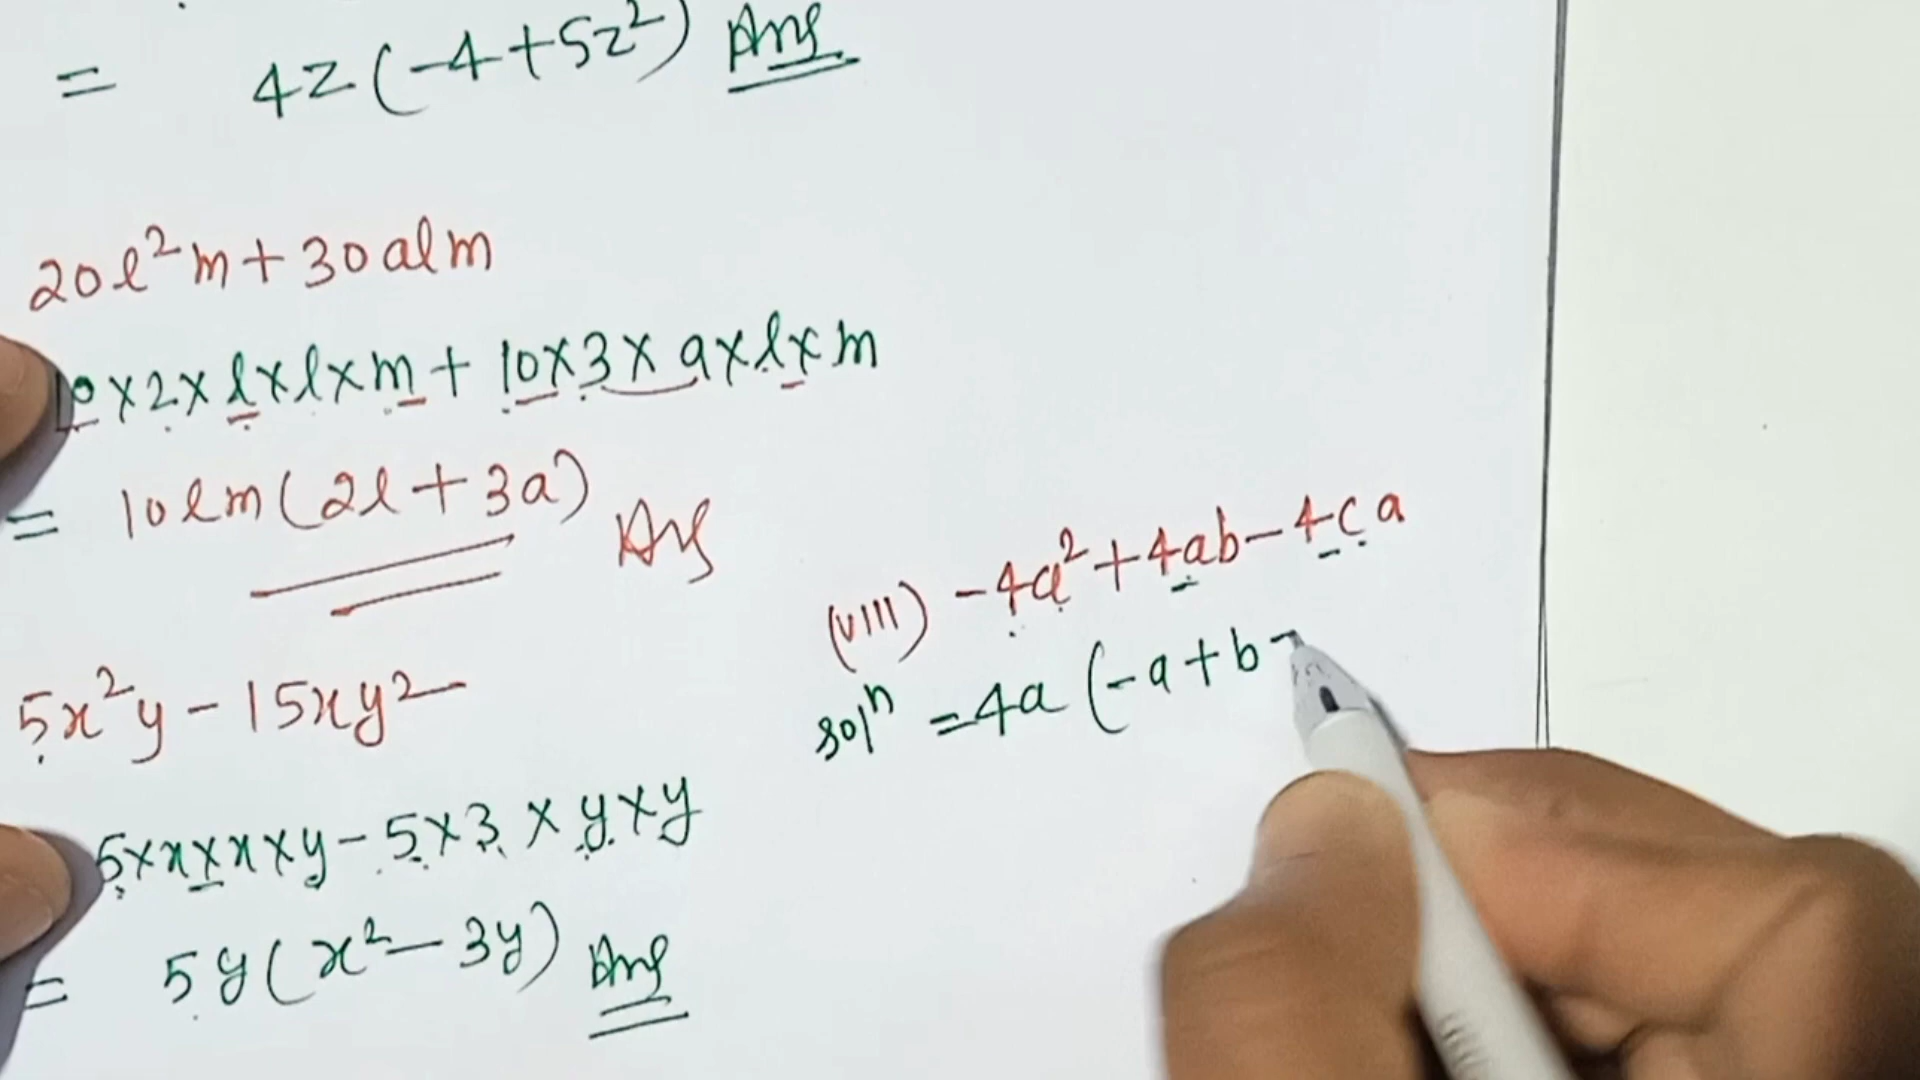 = 4z(-4+5z²) Ans
20l²m+30alm
10×2×l×l×m+10×3×a×l×m
= 10lm(2l+3a) Ans
5x²y-15xy²
5×x×x×y-5×3×y×y
= 5y(x²-3y) Ans
(VIII) -4a²+4ab-4ca
solⁿ =4a(-a+b-